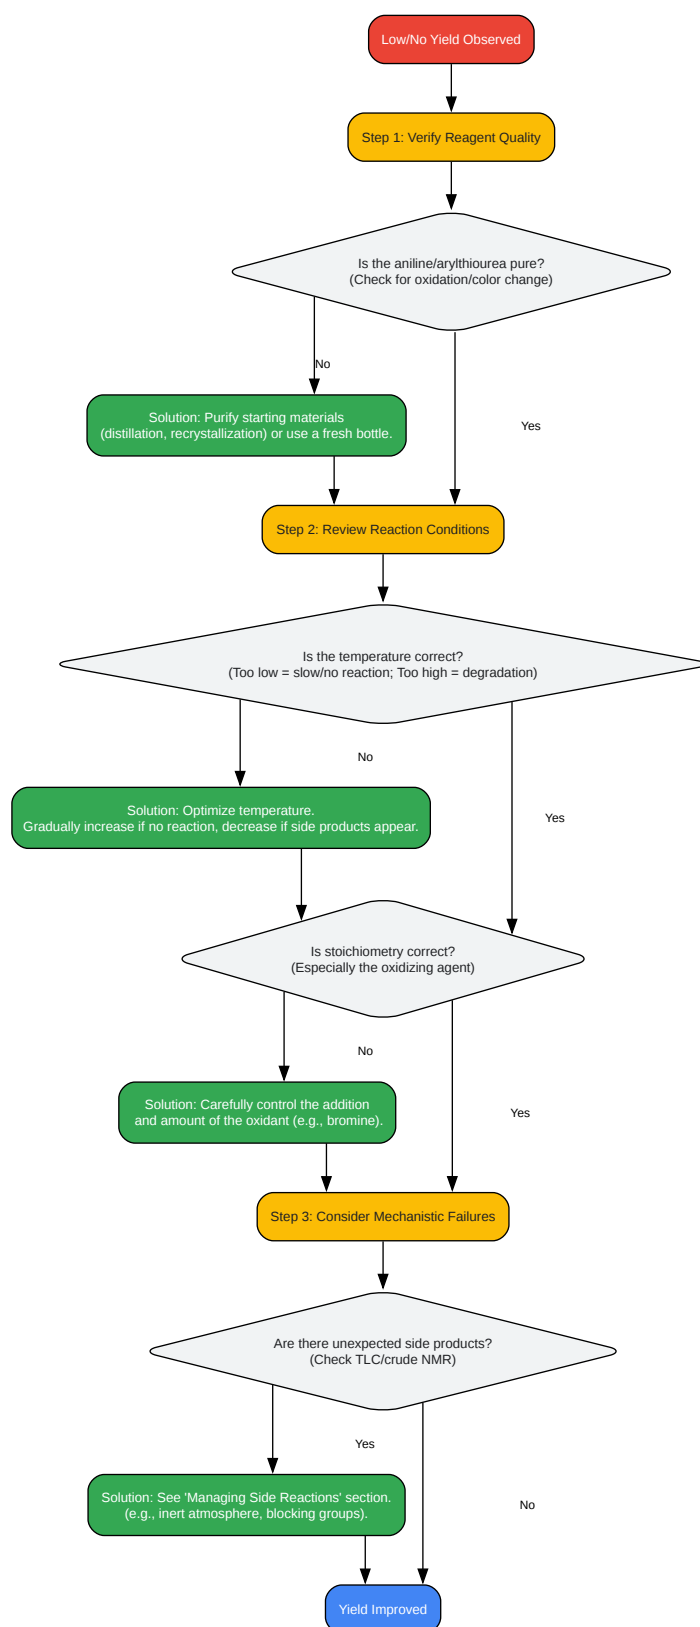 Low/No Yield Observed
Step 1: Verify Reagent Quality
Is the aniline/arylthiourea pure?
(Check for oxidation/color change)
No
Solution: Purify starting materials
(distillation, recrystallization) or use a fresh bottle.
Yes
Step 2: Review Reaction Conditions
Is the temperature correct?
(Too low = slow/no reaction; Too high = degradation)
No
Solution: Optimize temperature.
Gradually increase if no reaction, decrease if side products appear.
Yes
Is stoichiometry correct?
(Especially the oxidizing agent)
No
Solution: Carefully control the addition
and amount of the oxidant (e.g., bromine).
Yes
Step 3: Consider Mechanistic Failures
Are there unexpected side products?
(Check TLC/crude NMR)
Yes
Solution: See 'Managing Side Reactions' section.
(e.g., inert atmosphere, blocking groups).
No
Yield Improved